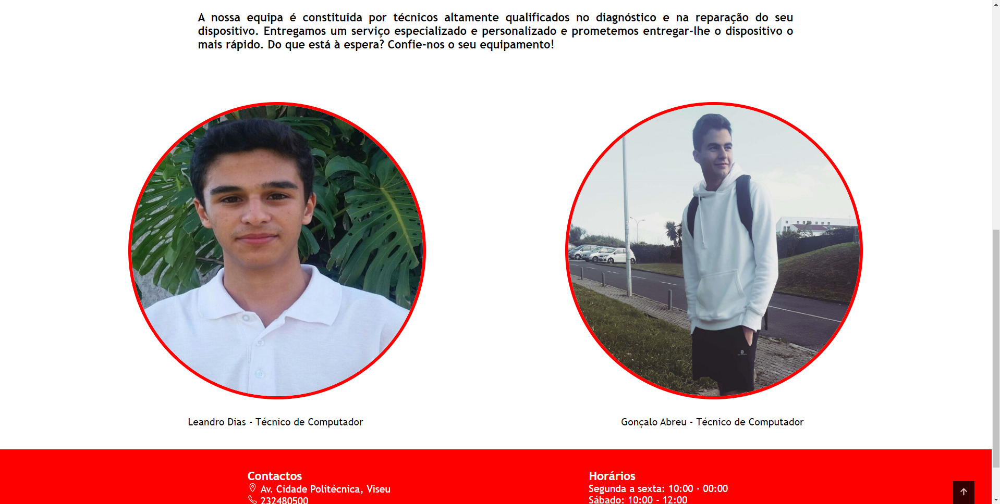 A nossa equipa é constituida por técnicos altamente qualificados no diagnóstico e na reparação do seu
dispositivo. Entregamos um serviço especializado e personalizado e prometemos entregar-lhe o dispositivo o
mais rápido. Do que está à espera? Confie-nos o seu equipamento!
Leandro Dias - Técnico de Computador
Gonçalo Abreu - Técnico de Computador
Contactos
Av. Cidade Politécnica, Viseu
232480500
Horários
Segunda a sexta: 10:00 - 00:00
Sábado: 10:00 - 12:00